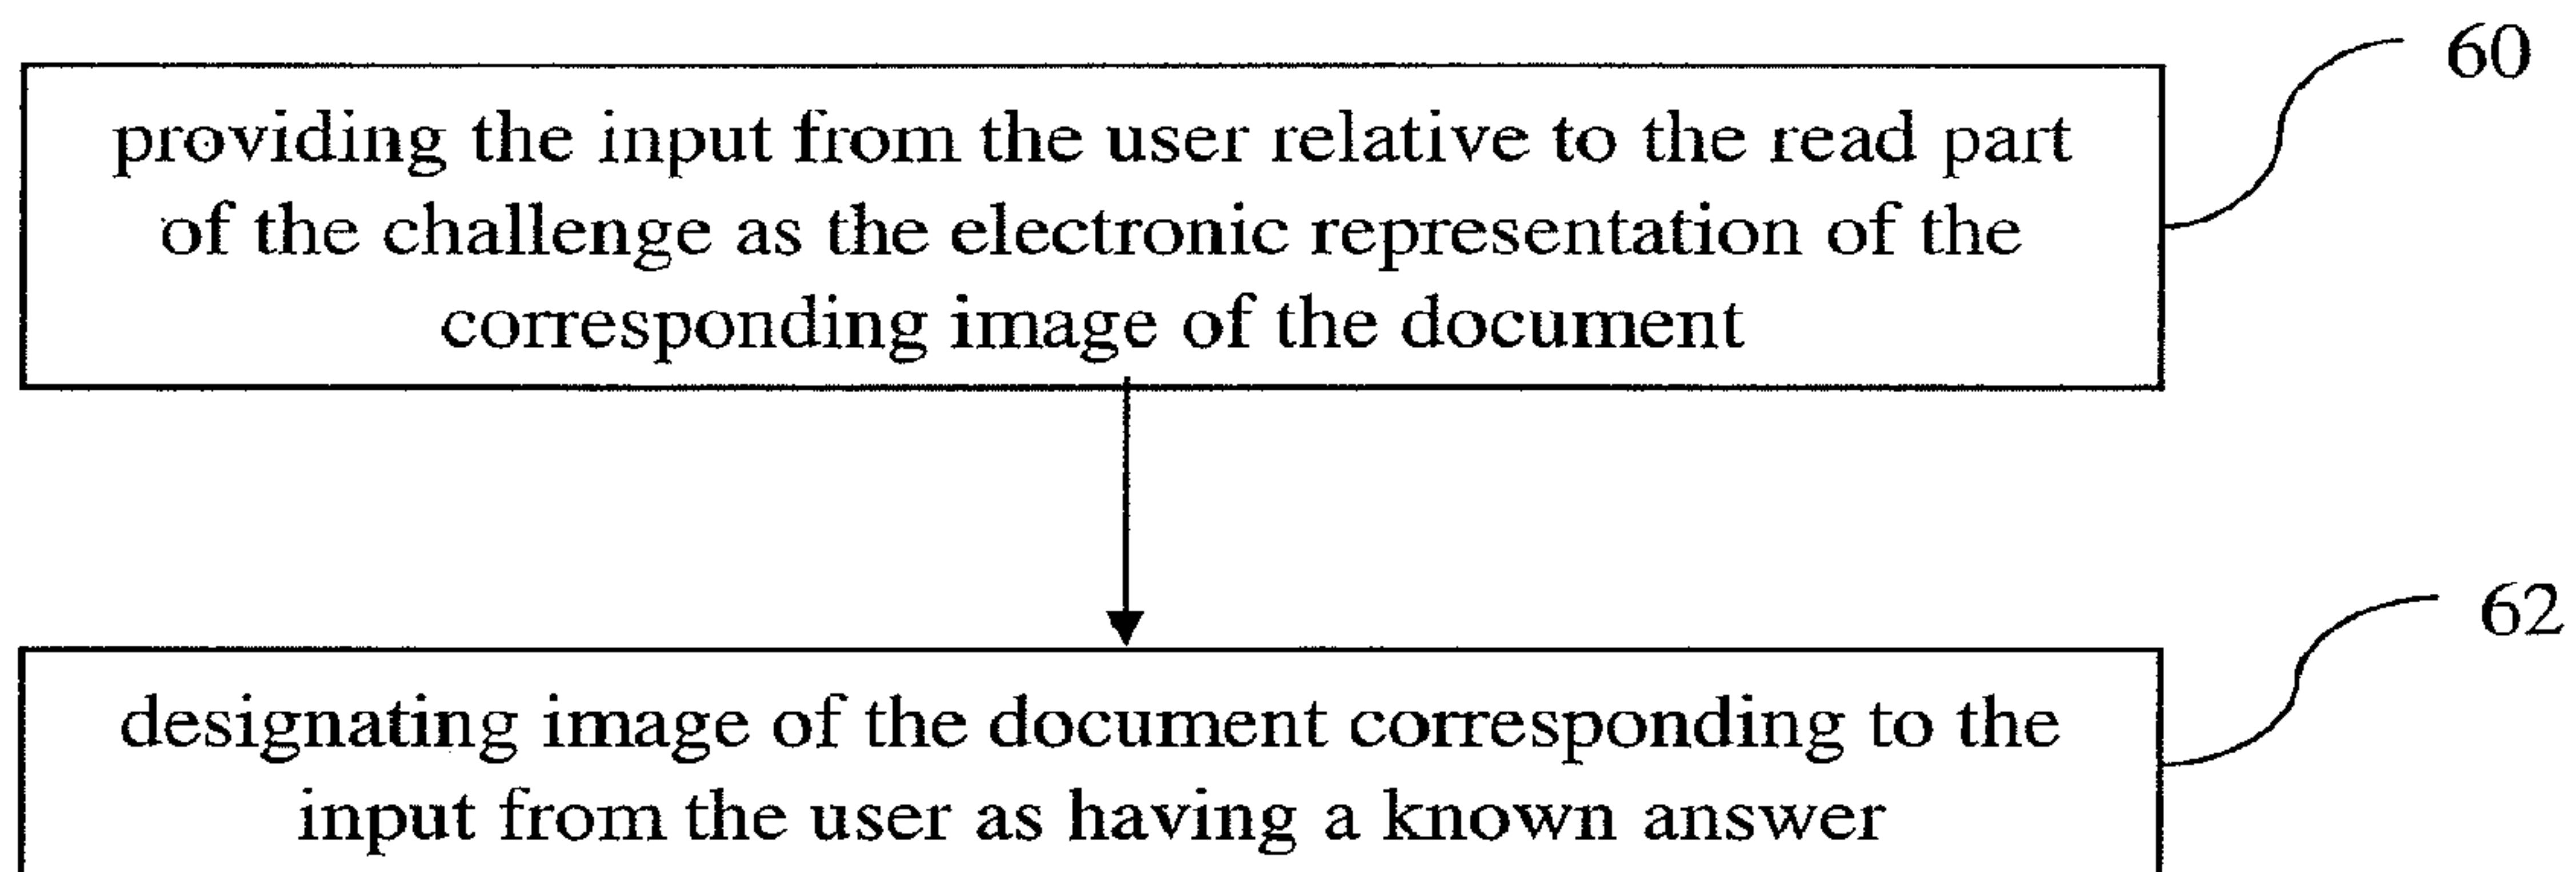 60
providing the input from the user relative to the read part
of the challenge as the electronic representation of the
corresponding image of the document
62
designating image of the document corresponding to the
input from the user as having a known answer